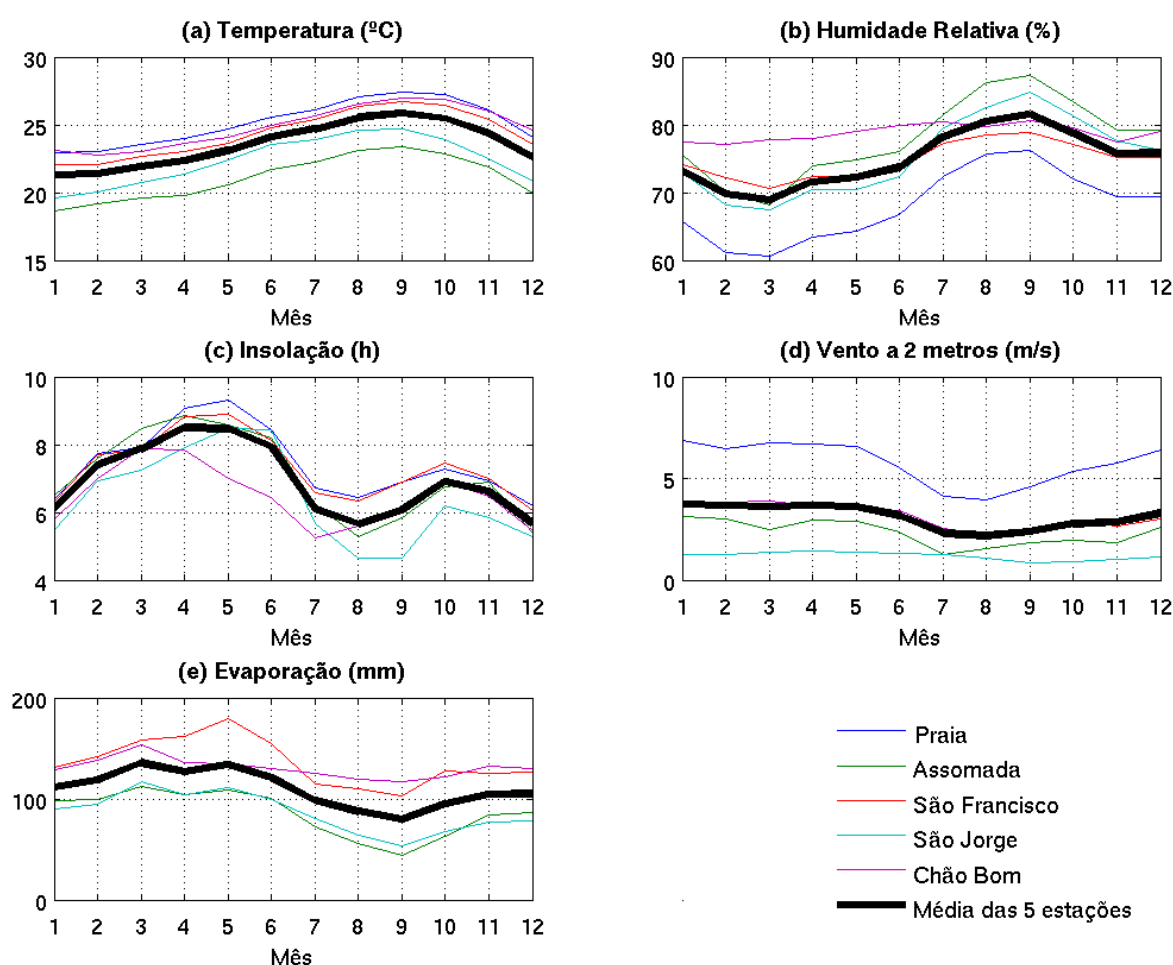 (a) Temperatura (ºC)
30
25
20
15
1 2 3 4 5 6 7 8 9 10 11 12
Mês
(b) Humidade Relativa (%)
90
80
70
60
1 2 3 4 5 6 7 8 9 10 11 12
Mês
(c) Insolação (h)
10
8
6
4
1 2 3 4 5 6 7 8 9 10 11 12
Mês
(d) Vento a 2 metros (m/s)
10
5
0
1 2 3 4 5 6 7 8 9 10 11 12
Mês
(e) Evaporação (mm)
200
100
0
1 2 3 4 5 6 7 8 9 10 11 12
Mês
Praia
Assomada
São Francisco
São Jorge
Chão Bom
Média das 5 estações